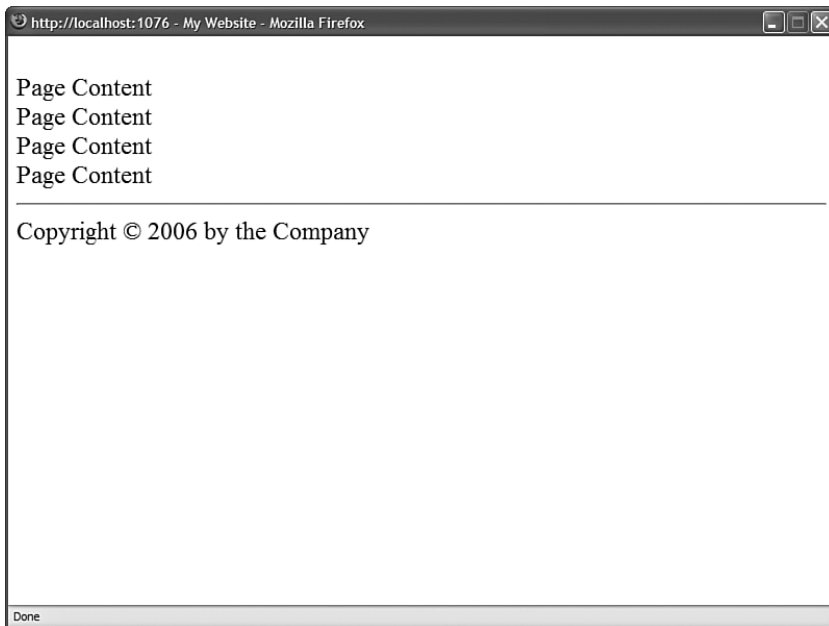 http://localhost:1076 - My Website - Mozilla Firefox
Page Content
Page Content
Page Content
Page Content
Copyright © 2006 by the Company
Done